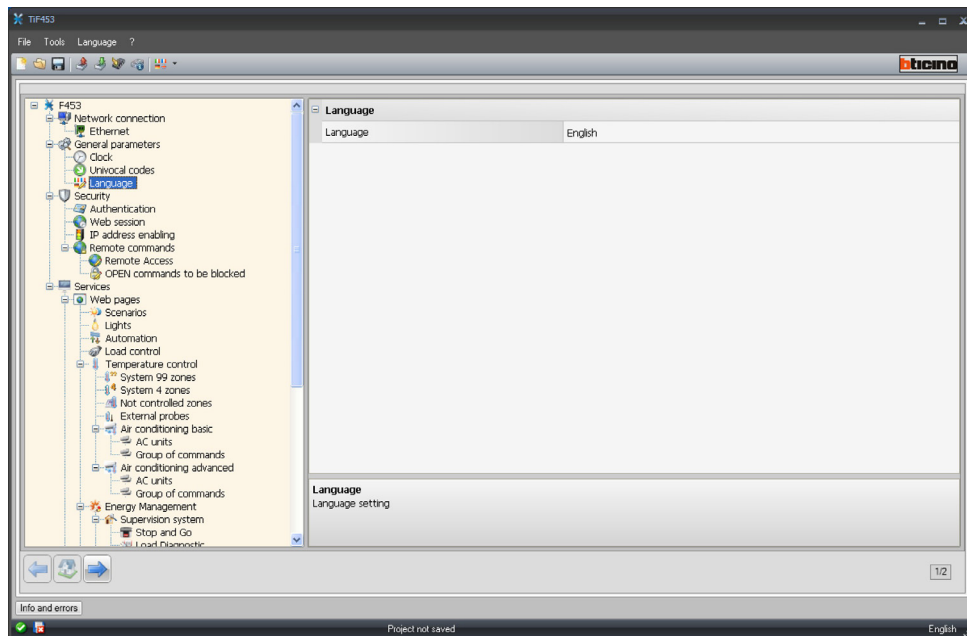 TiF453
File Tools Language ?
bticino
F453
Network connection
Ethernet
General parameters
Clock
Univocal codes
Language
Security
Authentication
Web session
IP address enabling
Remote commands
Remote Access
OPEN commands to be blocked
Services
Web pages
Scenarios
Lights
Automation
Load control
Temperature control
System 99 zones
System 4 zones
Not controlled zones
External probes
Air conditioning basic
AC units
Group of commands
Air conditioning advanced
AC units
Group of commands
Energy Management
Supervision system
Stop and Go
Load Diagnostic
Language
Language English
Language
Language setting
1/2
Info and errors
Project not saved English